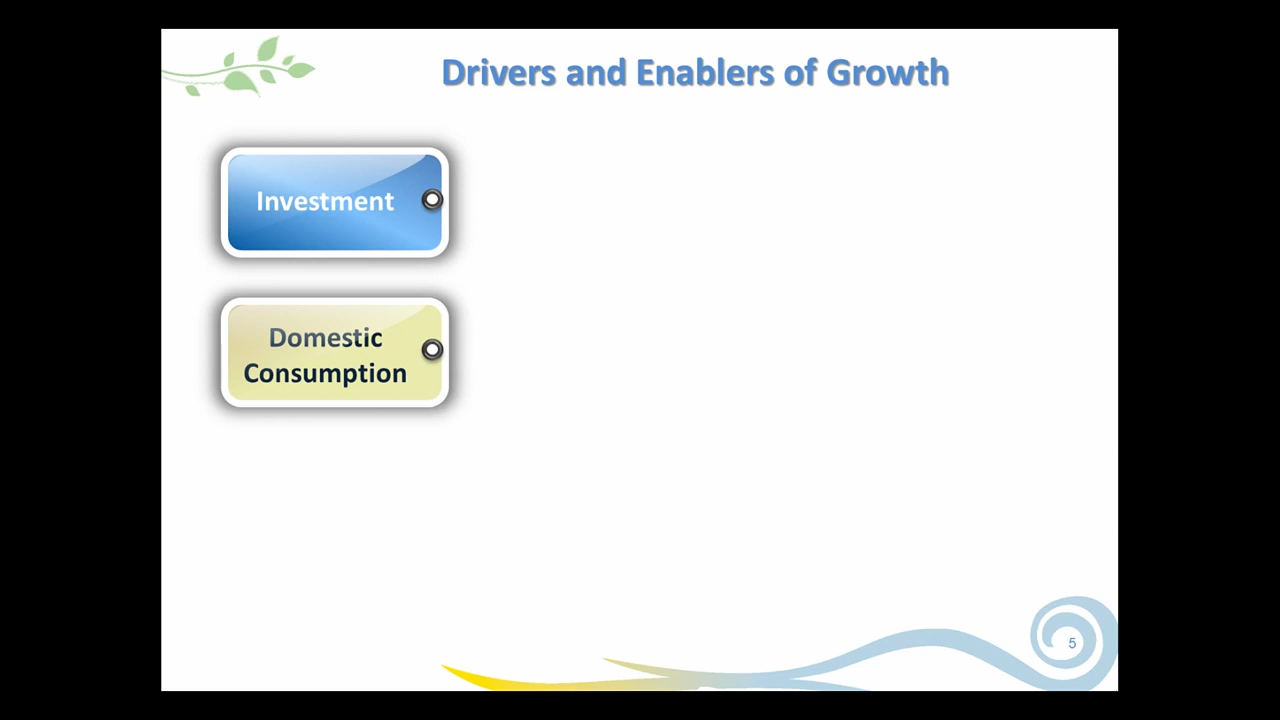 Drivers and Enablers of Growth
Investment
Domestic
Consumption
5